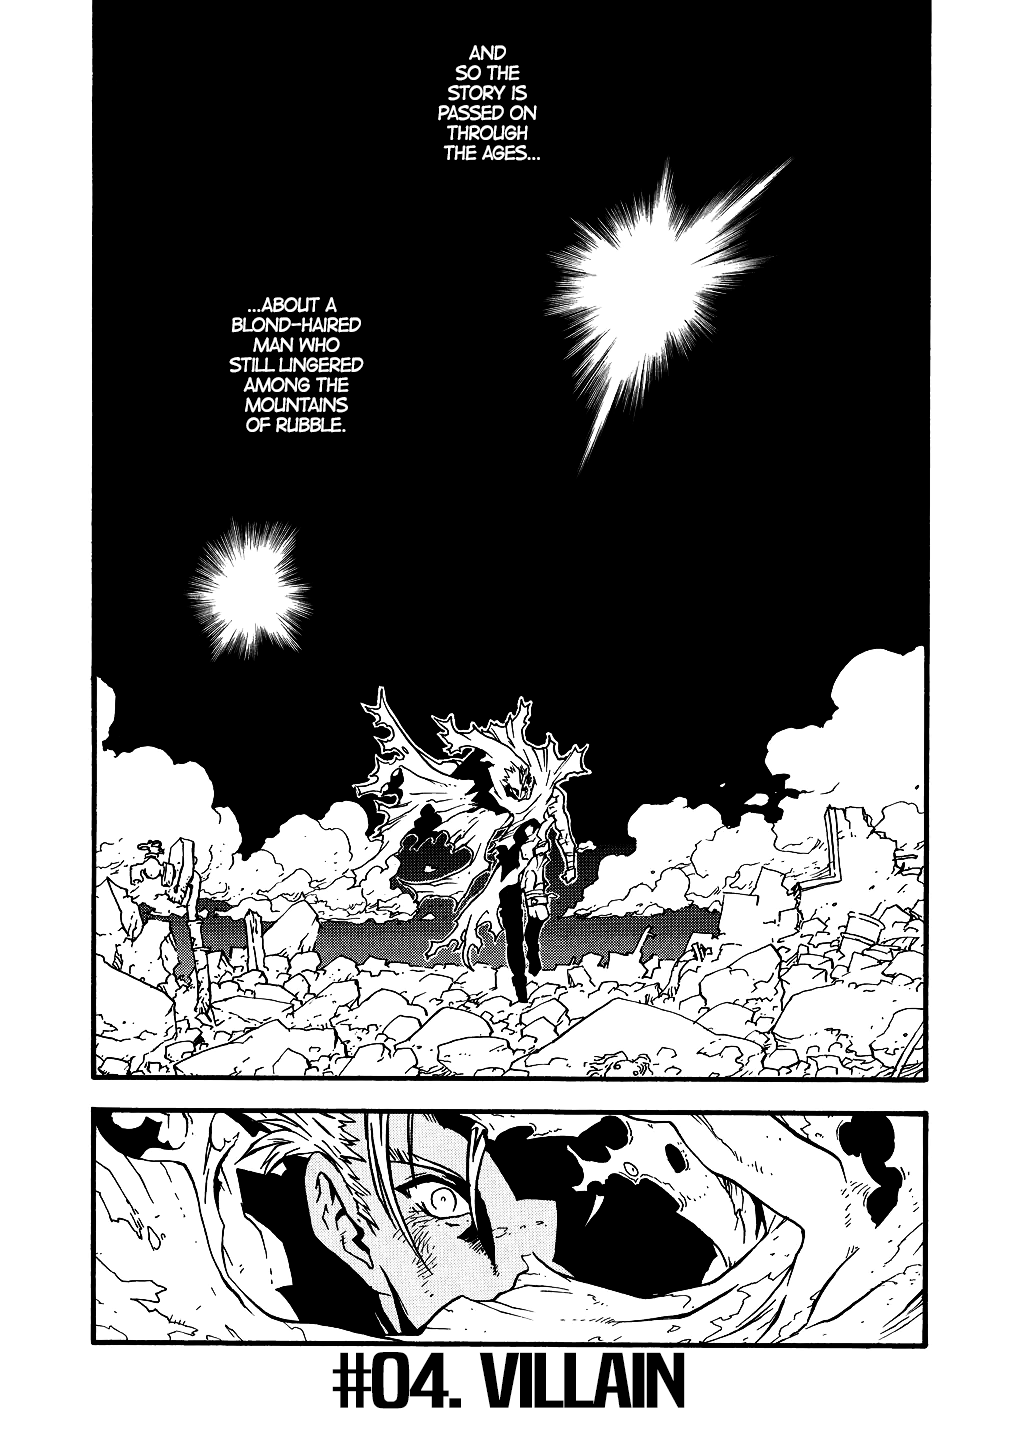 AND
SO THE
STORY IS
PASSED ON
THROUGH
THE AGES...
...ABOUT A
BLOND-HAIRED
MAN WHO
STILL LINGERED
AMONG THE
MOUNTAINS
OF RUBBLE.
#04. VILLAIN